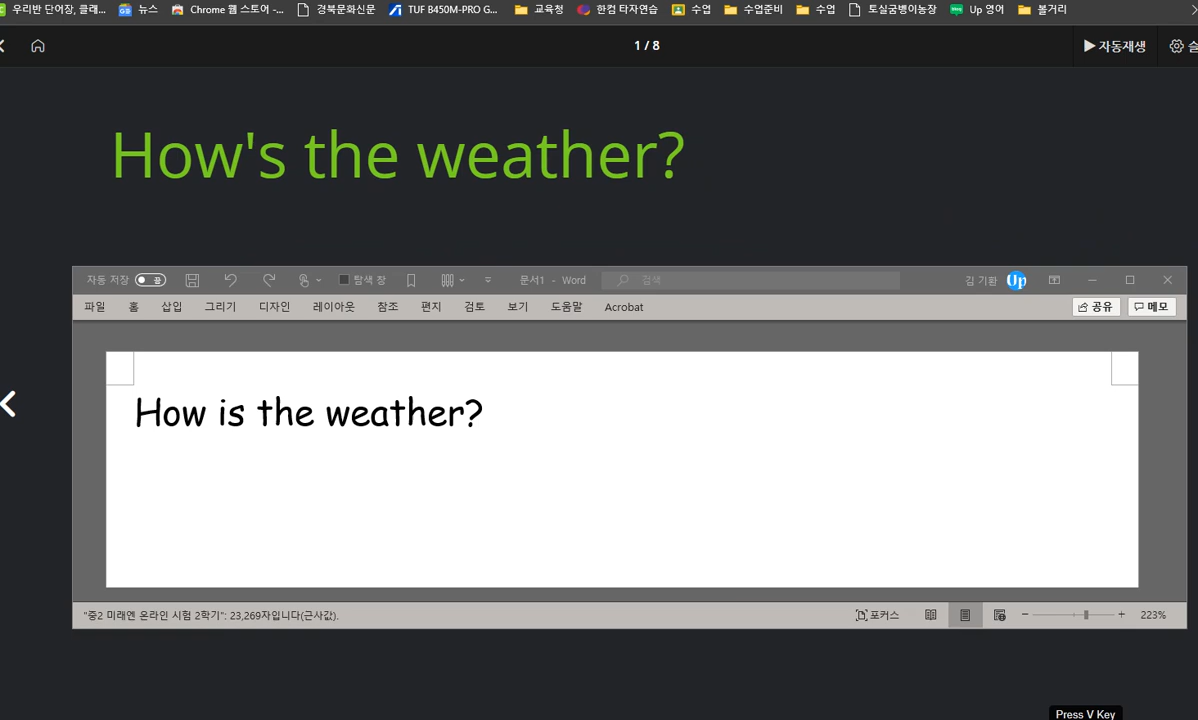 우리반 단어장, 클래... 뉴스 Chrome 웹 스토어 -... 경북문화신문 TUF B450M-PRO G... 교육청 한컴 타자연습 수업 수업준비 수업 토실굼벵이농장 Up 영어 볼거리
1 / 8 자동재생 슬
How's the weather?
자동 저장 끔 탐색 창 문서1 - Word 검색 김 기환 Up
파일 홈 삽입 그리기 디자인 레이아웃 참조 편지 검토 보기 도움말 Acrobat 공유 메모
How is the weather?
"중2 미래엔 온라인 시험 2학기": 23,269자입니다(근사값). 포커스 - + 223%
Press V Key